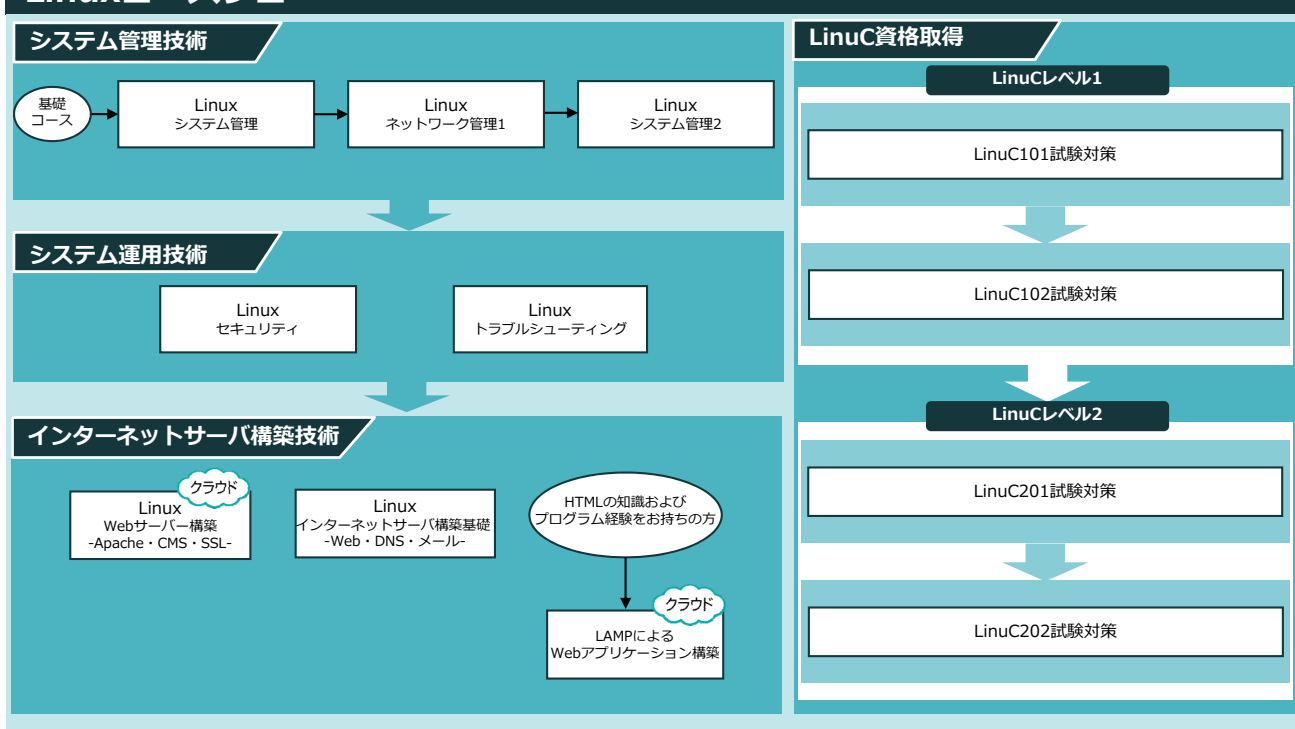 システム管理技術
基礎
コース
Linux
システム管理
Linux
ネットワーク管理1
Linux
システム管理2
システム運用技術
Linux
セキュリティ
Linux
トラブルシューティング
インターネットサーバ構築技術
クラウド
Linux
Webサーバー構築
-Apache・CMS・SSL-
Linux
インターネットサーバ構築基礎
-Web・DNS・メール-
HTMLの知識および
プログラム経験をお持ちの方
クラウド
LAMPによる
Webアプリケーション構築
LinuC資格取得
LinuCレベル1
LinuC101試験対策
LinuC102試験対策
LinuCレベル2
LinuC201試験対策
LinuC202試験対策